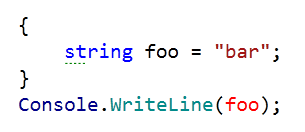 {
    string foo = "bar";
}
Console.WriteLine(foo);